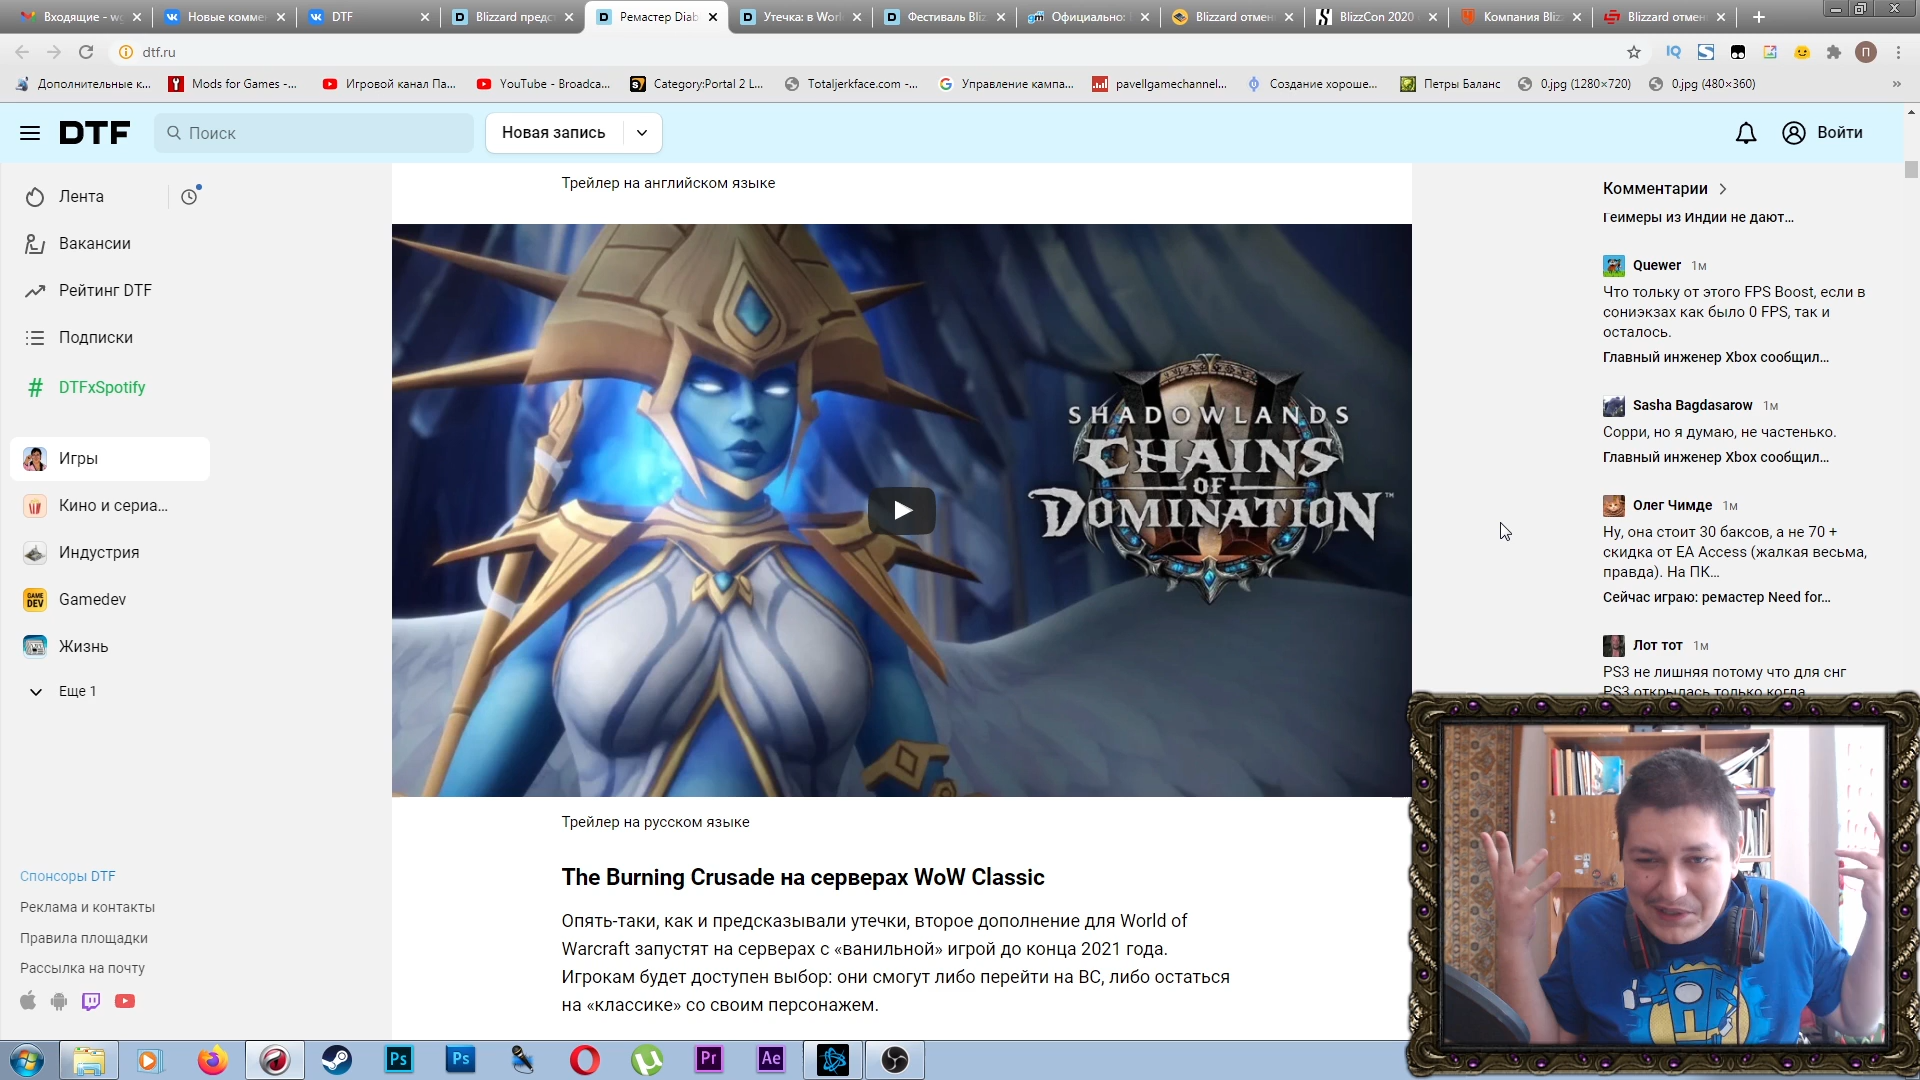 Входящие - wg
Новые комме
DTF
Blizzard предст
Ремастер Diab
Утечка: в Worl
Фестиваль Bliz
Официально:
Blizzard отмен
BlizzCon 2020
Компания Bliz
Blizzard отмен
dtf.ru
Дополнительные к...
Mods for Games -...
Игровой канал Па...
YouTube - Broadca...
Category:Portal 2 L...
Totaljerkface.com -...
Управление кампа...
pavellgamechannel...
Создание хороше...
Петры Баланс
0.jpg (1280×720)
0.jpg (480×360)
DTF
Поиск
Новая запись
Войти
Лента
Вакансии
Рейтинг DTF
Подписки
DTFxSpotify
Игры
Кино и сериа...
Индустрия
Gamedev
Жизнь
Еще 1
Спонсоры DTF
Реклама и контакты
Правила площадки
Рассылка на почту
Трейлер на английском языке
SHADOWLANDS
CHAINS
OF
DOMINATION
Трейлер на русском языке
The Burning Crusade на серверах WoW Classic
Опять-таки, как и предсказывали утечки, второе дополнение для World of
Warcraft запустят на серверах с «ванильной» игрой до конца 2021 года.
Игрокам будет доступен выбор: они смогут либо перейти на BC, либо остаться
на «классике» со своим персонажем.
Комментарии
Геймеры из Индии не дают...
Quewer 1м
Что тольку от этого FPS Boost, если в
сониэкзах как было 0 FPS, так и
осталось.
Главный инженер Xbox сообщил...
Sasha Bagdasarow 1м
Сорри, но я думаю, не частенько.
Главный инженер Xbox сообщил...
Олег Чимде 1м
Ну, она стоит 30 баксов, а не 70 +
скидка от EA Access (жалкая весьма,
правда). На ПК...
Сейчас играю: ремастер Need for...
Лот тот 1м
PS3 не лишняя потому что для снг
PS3 открылась только когда